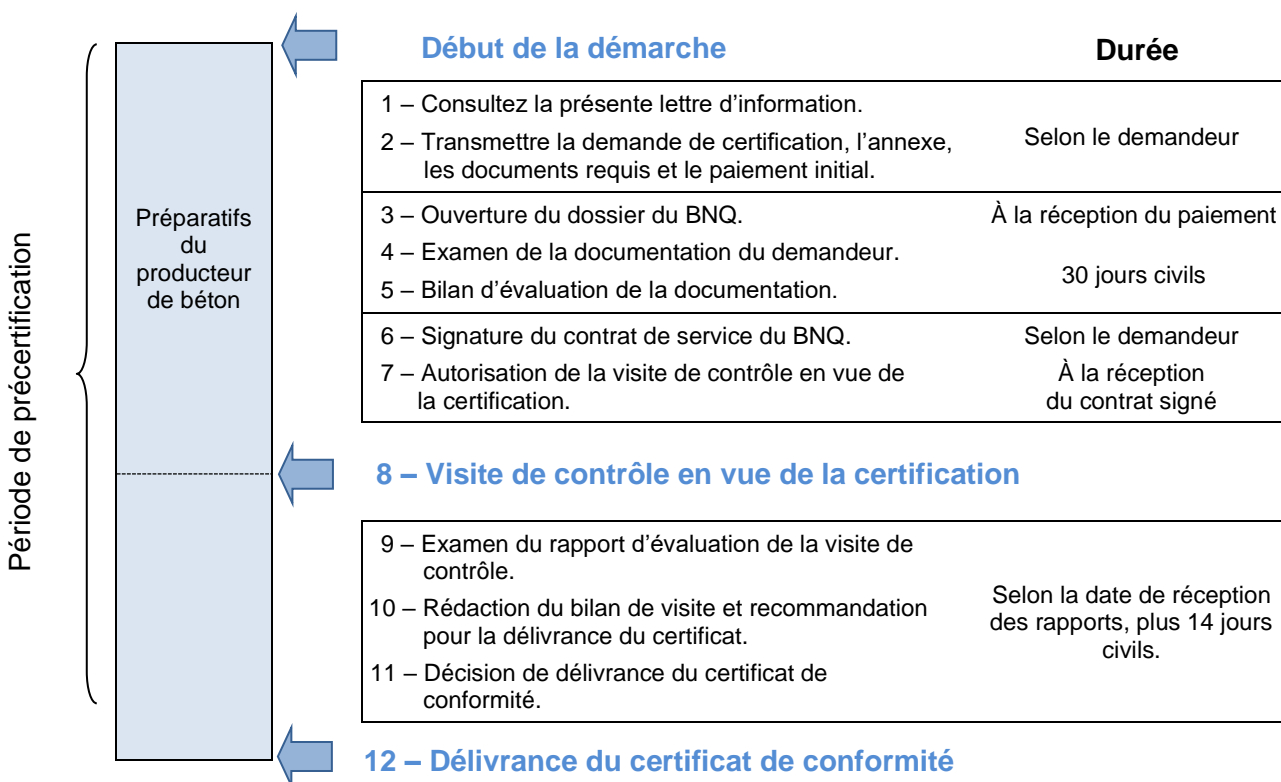 Début de la démarche
Durée
1 – Consultez la présente lettre d’information.
2 – Transmettre la demande de certification, l’annexe,
les documents requis et le paiement initial.
Selon le demandeur
3 – Ouverture du dossier du BNQ.
À la réception du paiement
4 – Examen de la documentation du demandeur.
5 – Bilan d’évaluation de la documentation.
30 jours civils
6 – Signature du contrat de service du BNQ.
Selon le demandeur
7 – Autorisation de la visite de contrôle en vue de
la certification.
À la réception
du contrat signé
Période de précertification
Préparatifs
du
producteur
de béton
8 – Visite de contrôle en vue de la certification
9 – Examen du rapport d’évaluation de la visite de
contrôle.
10 – Rédaction du bilan de visite et recommandation
pour la délivrance du certificat.
11 – Décision de délivrance du certificat de
conformité.
Selon la date de réception
des rapports, plus 14 jours
civils.
12 – Délivrance du certificat de conformité